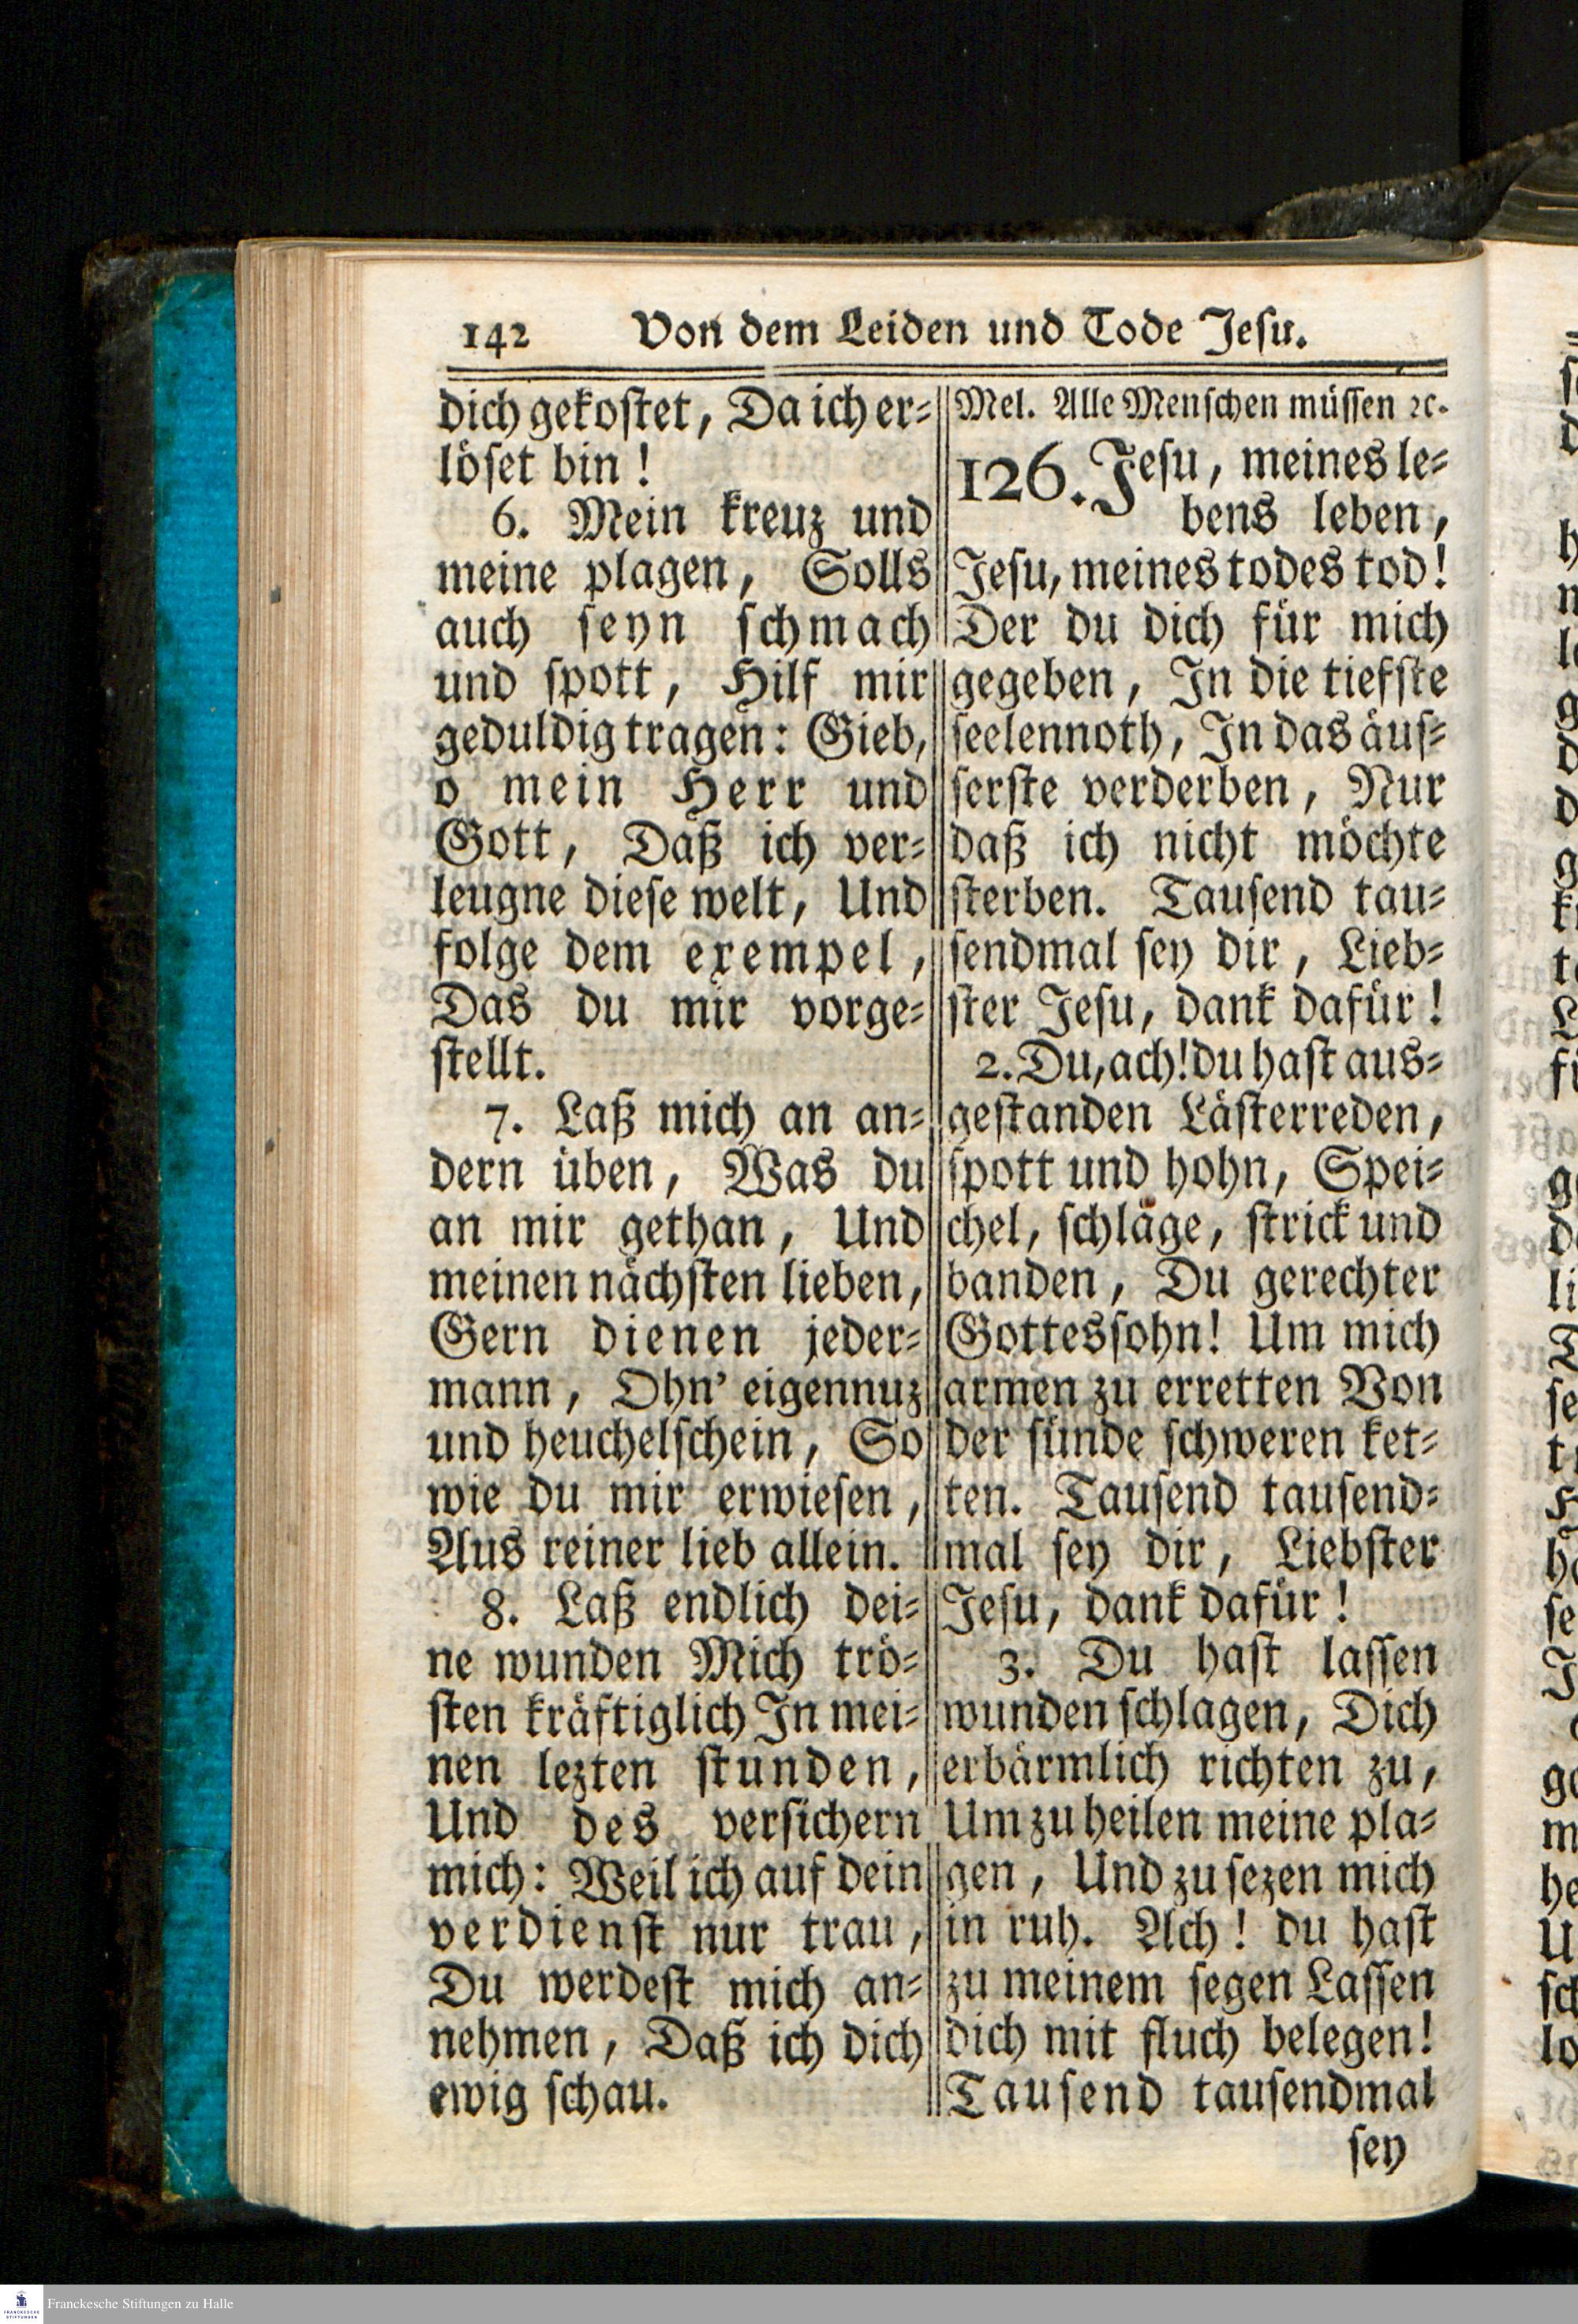 142 Von dem Leiden und Tode Jesu.
dich gekostet, Da ich er-
löset bin!
6. Mein kreuz und
meine plagen, Solls
auch seyn schmach
und spott, Hilf mir
geduldig tragen: Gieb,
o mein Herr und
Gott, Daß ich ver-
leugne diese welt, Und
folge dem exempel,
Das du mir vorge-
stellt.
7. Laß mich an an-
dern üben, Was du
an mir gethan, Und
meinen nächsten lieben,
Gern dienen jeder-
mann, Ohn' eigennuz
und heuchelschein, So
wie du mir erwiesen,
Aus reiner lieb allein.
8. Laß endlich dei-
ne wunden Mich trö-
sten kräftiglich In mei-
nen lezten stunden,
Und des versichern
mich: Weil ich auf dein
verdienst nur trau,
Du werdest mich an-
nehmen, Daß ich dich
ewig schau.
Mel. Alle Menschen müssen ꝛc.
126. Jesu, meines le-
bens leben,
Jesu, meines todes tod!
Der du dich für mich
gegeben, In die tiefste
seelennoth, In das äus-
serste verderben, Nur
daß ich nicht möchte
sterben. Tausend tau-
sendmal sey dir, Lieb-
ster Jesu, dank dafür!
2. Du, ach! du hast aus-
gestanden Lästerreden,
spott und hohn, Spei-
chel, schläge, strick und
banden, Du gerechter
Gottessohn! Um mich
armen zu erretten Von
der sünde schweren ket-
ten. Tausend tausend-
mal sey dir, Liebster
Jesu, dank dafür!
3. Du hast lassen
wunden schlagen, Dich
erbärmlich richten zu,
Um zu heilen meine pla-
gen, Und zu sezen mich
in ruh. Ach! du hast
zu meinem segen Lassen
dich mit fluch belegen!
Tausend tausendmal
sey
Franckesche Stiftungen zu Halle